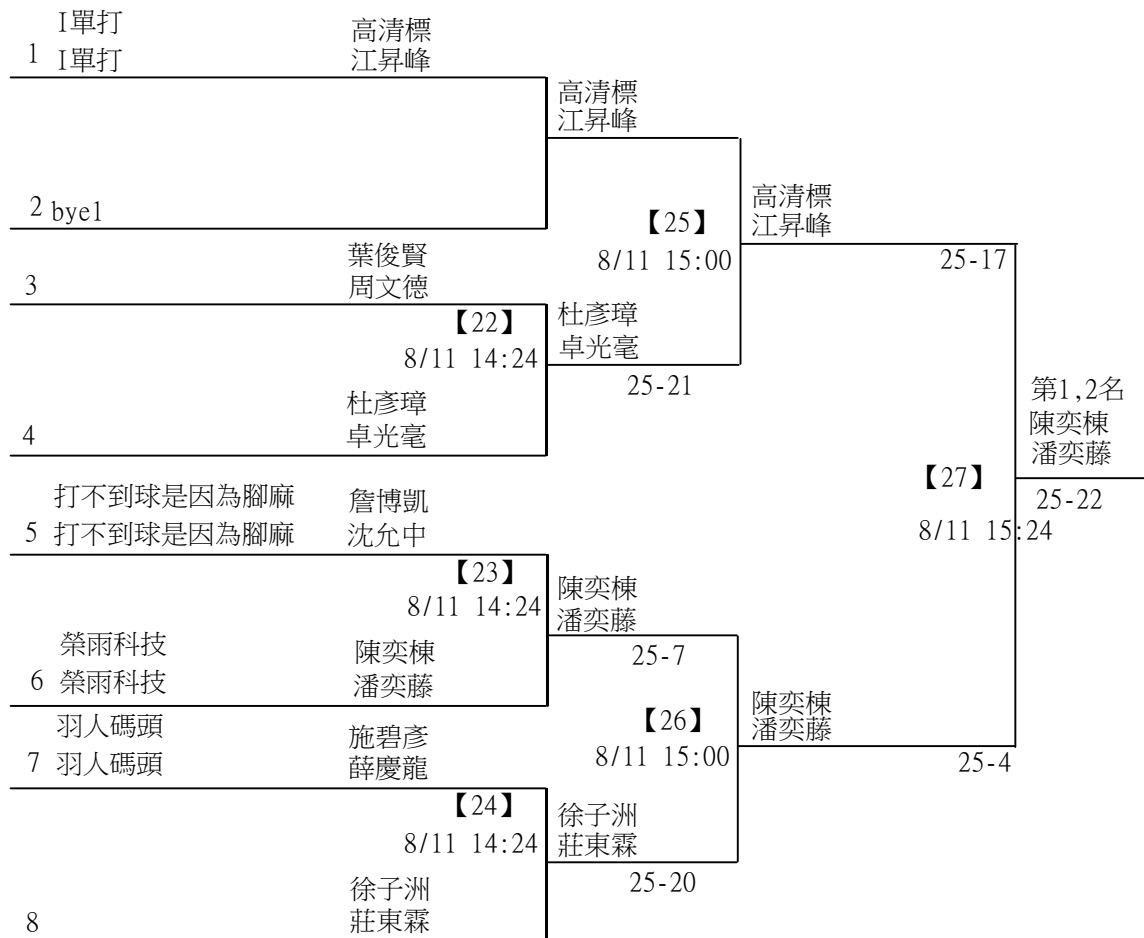 I單打
高清標
1 I單打
江昇峰
高清標
江昇峰
2 bye1
高清標
江昇峰
【25】
8/11 15:00
25-17
葉俊賢
3
周文德
【22】
8/11 14:24
杜彥璋
卓光毫
25-21
杜彥璋
4
卓光毫
第1,2名
陳奕棟
潘奕藤
【27】
25-22
8/11 15:24
打不到球是因為腳麻
詹博凱
5 打不到球是因為腳麻
沈允中
【23】
8/11 14:24
陳奕棟
潘奕藤
25-7
榮雨科技
陳奕棟
6 榮雨科技
潘奕藤
陳奕棟
潘奕藤
【26】
8/11 15:00
25-4
羽人碼頭
施碧彥
7 羽人碼頭
薛慶龍
【24】
8/11 14:24
徐子洲
莊東霖
25-20
徐子洲
8
莊東霖